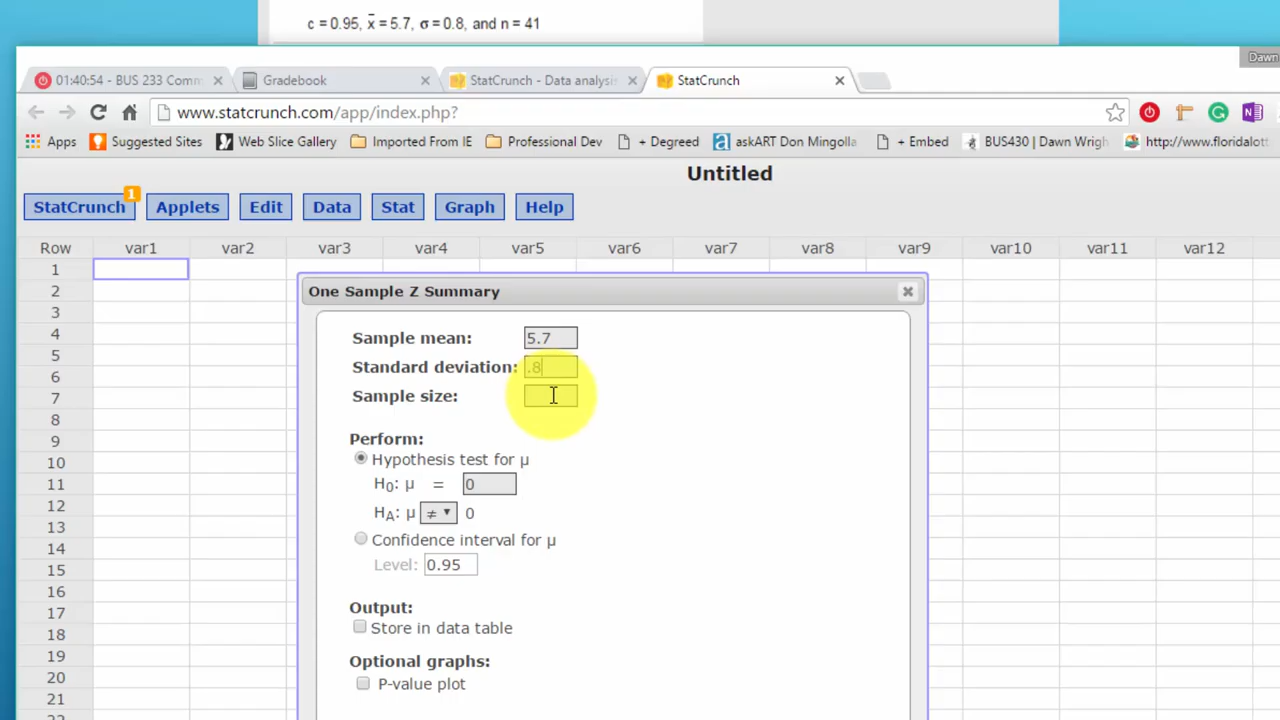 c = 0.95, x̄ = 5.7, σ = 0.8, and n = 41
Dawn
01:40:54 - BUS 233 Comm
Gradebook
StatCrunch - Data analysis
StatCrunch
www.statcrunch.com/app/index.php?
Apps Suggested Sites Web Slice Gallery Imported From IE Professional Dev + Degreed askART Don Mingolla + Embed BUS430 | Dawn Wrigh http://www.floridalott
Untitled
StatCrunch 1 Applets Edit Data Stat Graph Help
Row var1 var2 var3 var4 var5 var6 var7 var8 var9 var10 var11 var12
1
2
3
4
5
6
7
8
9
10
11
12
13
14
15
16
17
18
19
20
21
One Sample Z Summary
Sample mean: 5.7
Standard deviation: .8
Sample size:
Perform:
Hypothesis test for μ
H0: μ = 0
HA: μ ≠ 0
Confidence interval for μ
Level: 0.95
Output:
Store in data table
Optional graphs:
P-value plot